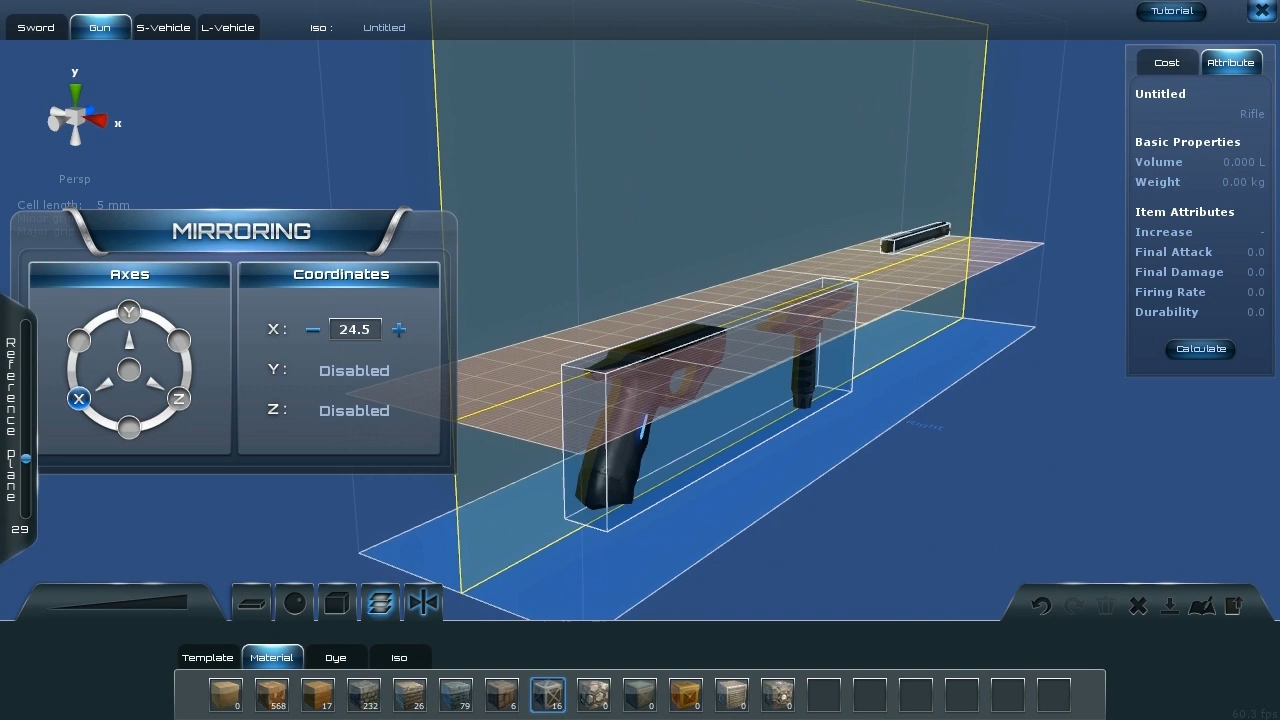 Sword Gun S-Vehicle L-Vehicle Iso : Untitled Tutorial
y
x
Persp
Cell length: 5 mm
MIRRORING
Axes
Y
X
Z
Coordinates
X: 24.5
Y: Disabled
Z: Disabled
Reference Plane
29
Cost Attribute
Untitled
Rifle
Basic Properties
Volume 0.000 L
Weight 0.00 kg
Item Attributes
Increase -
Final Attack 0.0
Final Damage 0.0
Firing Rate 0.0
Durability 0.0
Calculate
Template Material Dye Iso
0 568 17 232 26 79 6 16 0 0 0 0 0
60.3 fps